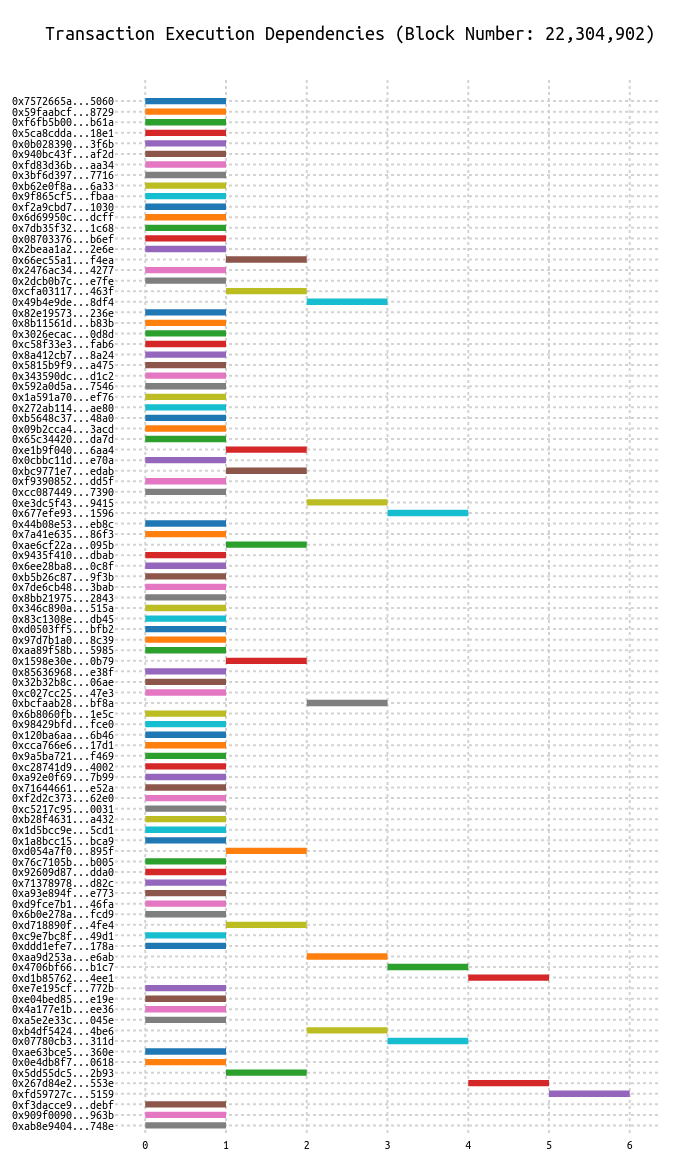 Transaction Execution Dependencies (Block Number: 22,304,902)
0x7572665a...5060
0x59faabcf...8729
0xf6fb5b00...b61a
0x5ca8cdda...18e1
0x0b028390...3f6b
0x940bc43f...af2d
0xfd83d36b...aa34
0x3bf6d397...7716
0xb62e0f8a...6a33
0x9f865cf5...fbaa
0xf2a9cbd7...1030
0x6d69950c...dcff
0x7db35f32...1c68
0x08703376...b6ef
0x2beaa1a2...2e6e
0x66ec55a1...f4ea
0x2476ac34...4277
0x2dcb0b7c...e7fe
0xcfa03117...463f
0x49b4e9de...8df4
0x82e19573...236e
0x8b11561d...b83b
0x3026ecac...0d8d
0xc58f33e3...fab6
0x8a412cb7...8a24
0x5815b9f9...a475
0x343590dc...d1c2
0x592a0d5a...7546
0x1a591a70...ef76
0x272ab114...ae80
0xb5648c37...48a0
0x09b2cca4...3acd
0x65c34420...da7d
0xe1b9f040...6aa4
0x0cbbc11d...e70a
0xbc9771e7...edab
0xf9390852...dd5f
0xcc087449...7390
0xe3dc5f43...9415
0x677efe93...1596
0x44b08e53...eb8c
0x7a41e635...86f3
0xae6cf22a...095b
0x9435f410...dbab
0x6ee28ba8...0c8f
0xb5b26c87...9f3b
0x7de6cb48...3bab
0x8bb21975...2843
0x346c890a...515a
0x83c1308e...db45
0xd0503ff5...bfb2
0x97d7b1a0...8c39
0xaa89f58b...5985
0x1598e30e...0b79
0x85636968...e38f
0x32b32b8c...06ae
0xc027cc25...47e3
0xbcfaab28...bf8a
0x6b8060fb...1e5c
0x98429bfd...fce0
0x120ba6aa...6b46
0xcca766e6...17d1
0x9a5ba721...f469
0xc28741d9...4002
0xa92e0f69...7b99
0x71644661...e52a
0xf2d2c373...62e0
0xc5217c95...0031
0xb28f4631...a432
0x1d5bcc9e...5cd1
0x1a8bcc15...bca9
0xd054a7f0...895f
0x76c7105b...b005
0x92609d87...dda0
0x71378978...d82c
0xa93e894f...e773
0xd9fce7b1...46fa
0x6b0e278a...fcd9
0xd718890f...4fe4
0xc9e7bc8f...49d1
0xddd1efe7...178a
0xaa9d253a...e6ab
0x4706bf66...b1c7
0xd1b85762...4ee1
0xe7e195cf...772b
0xe04bed85...e19e
0x4a177e1b...ee36
0xa5e2e33c...045e
0xb4df5424...4be6
0x07780cb3...311d
0xae63bce5...360e
0x0e4db8f7...0618
0x5dd55dc5...2b93
0x267d84e2...553e
0xfd59727c...5159
0xf3dacce9...debf
0x909f0090...963b
0xab8e9404...748e
0 1 2 3 4 5 6